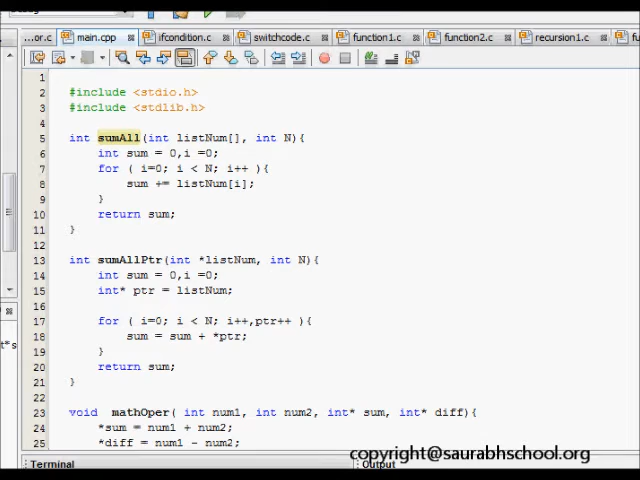 ...or.c main.cpp ifcondition.c switchcode.c function1.c function2.c recursion1.c fu
1
2 #include <stdio.h>
3 #include <stdlib.h>
4
5 int sumAll(int listNum[], int N){
6 int sum = 0,i =0;
7 for ( i=0; i < N; i++ ){
8 sum += listNum[i];
9 }
10 return sum;
11 }
12
13 int sumAllPtr(int *listNum, int N){
14 int sum = 0,i =0;
15 int* ptr = listNum;
16
17 for ( i=0; i < N; i++,ptr++ ){
18 sum = sum + *ptr;
19 }
20 return sum;
21 }
22
23 void mathOper( int num1, int num2, int* sum, int* diff){
24 *sum = num1 + num2;
25 *diff = num1 - num2;
t*s
copyright@saurabhschool.org
Terminal Output